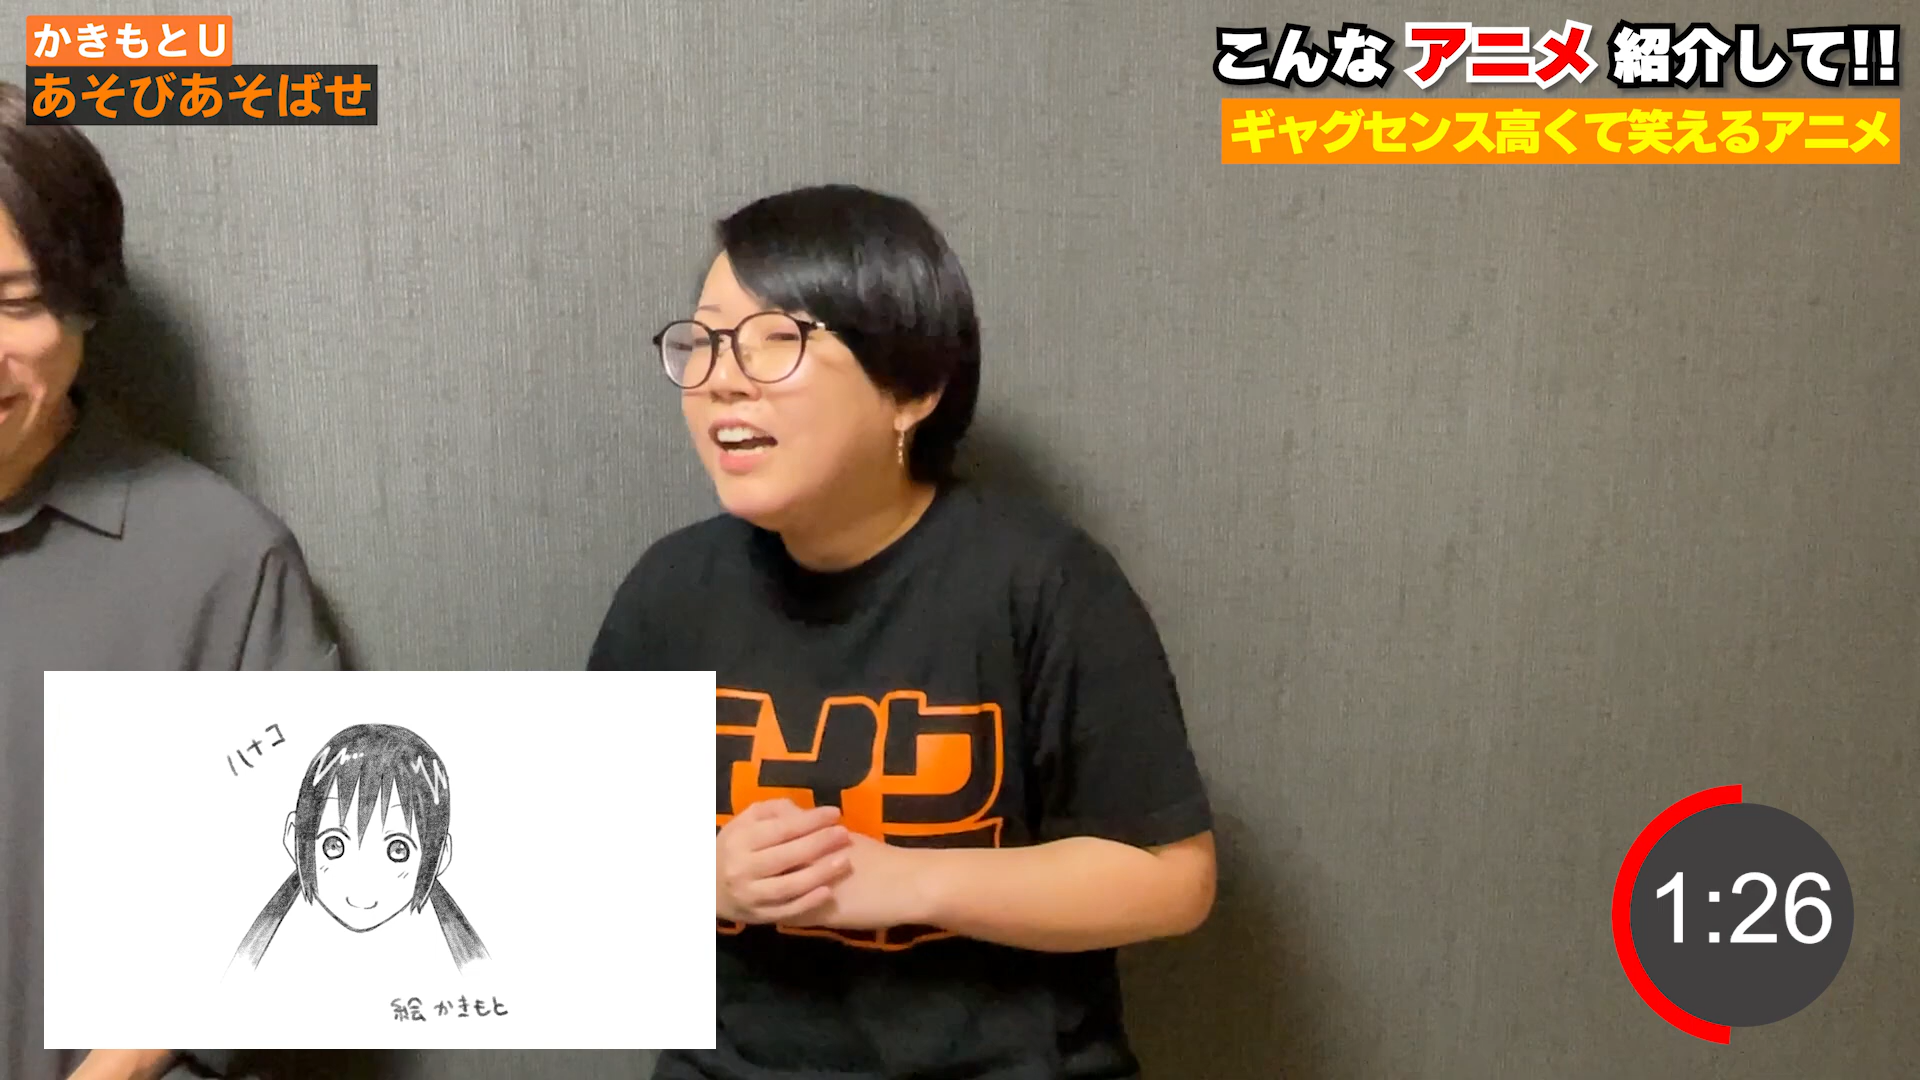 かきもとU
あそびあそばせ
こんな アニメ 紹介して!!
ギャグセンス高くて笑えるアニメ
ハナコ
絵 かきもと
1:26